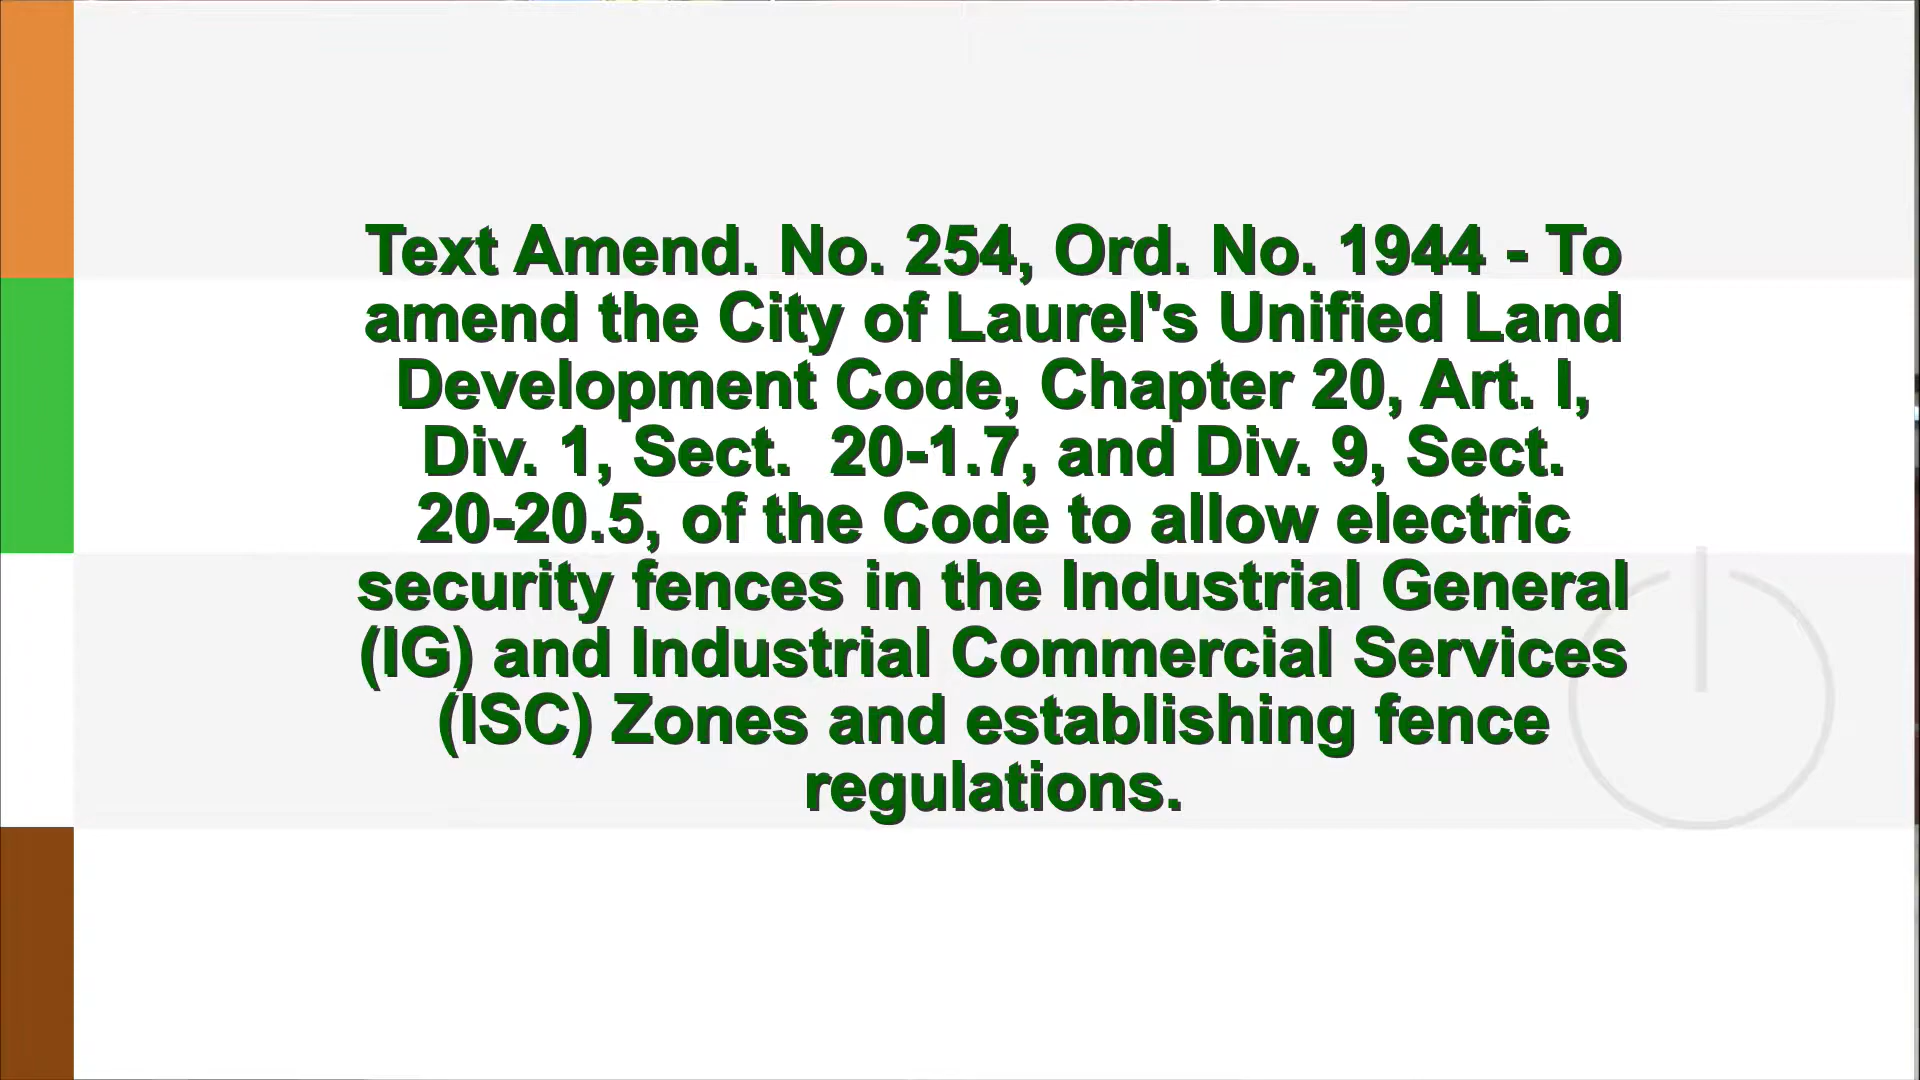 Text Amend. No. 254, Ord. No. 1944 - To
amend the City of Laurel's Unified Land
Development Code, Chapter 20, Art. I,
Div. 1, Sect.  20-1.7, and Div. 9, Sect.
20-20.5, of the Code to allow electric
security fences in the Industrial General
(IG) and Industrial Commercial Services
(ISC) Zones and establishing fence
regulations.